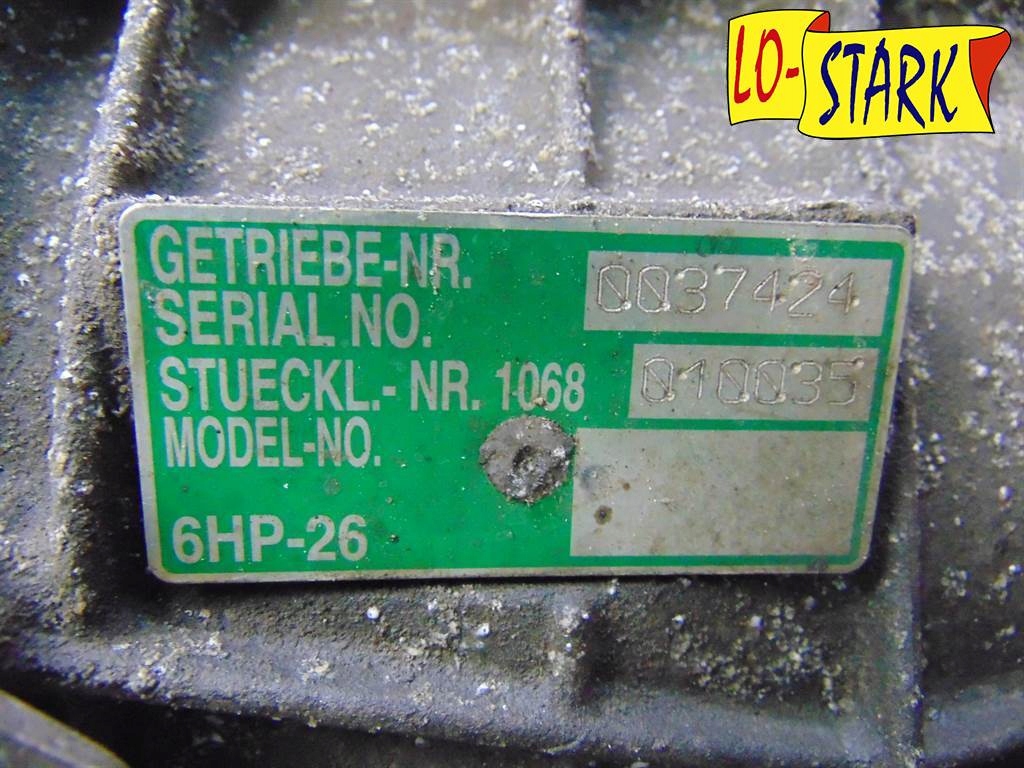 LO-STARK
GETRIEBE-NR. 0037424
SERIAL NO.
STUECKL.- NR. 1068 010035
MODEL-NO.
6HP-26